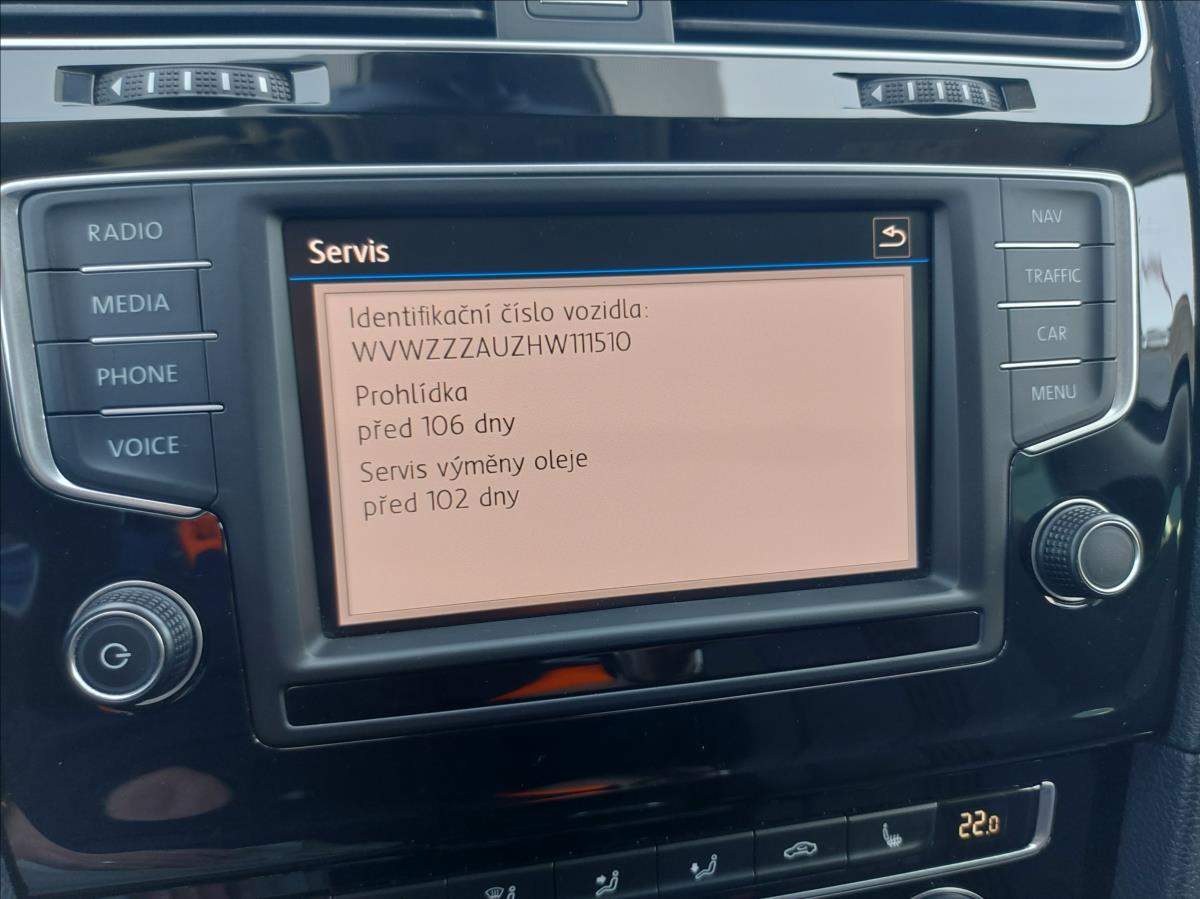 RADIO
MEDIA
PHONE
VOICE
Servis
Identifikační číslo vozidla:
WVWZZZAUZHW111510
Prohlídka
před 106 dny
Servis výměny oleje
před 102 dny
NAV
TRAFFIC
CAR
MENU
22.0